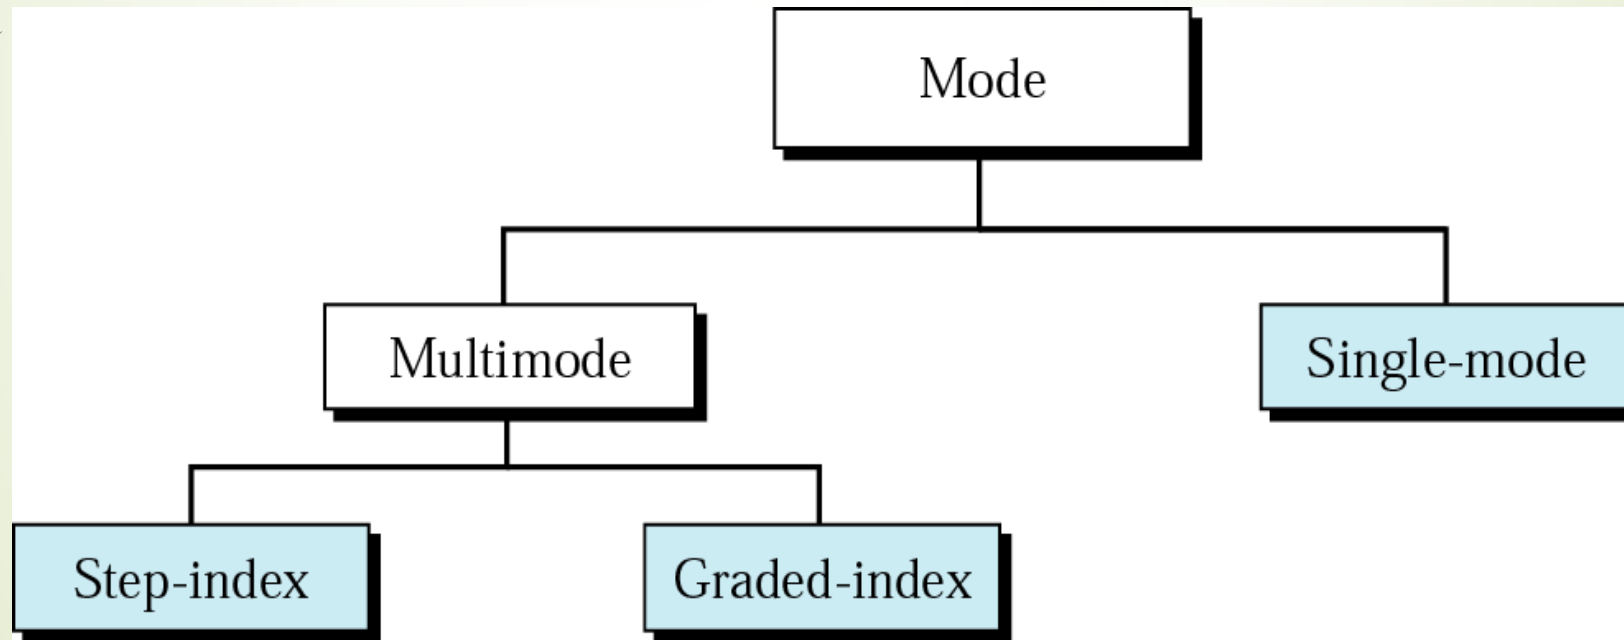 Mode
Multimode
Single-mode
Step-index
Graded-index